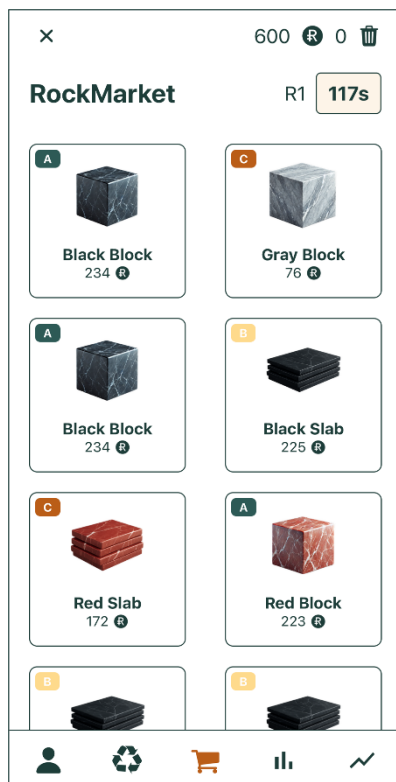 600 0
RockMarket R1 117s
A C
Black Block Gray Block
234 76
A B
Black Block Black Slab
234 225
C A
Red Slab Red Block
172 223
B B